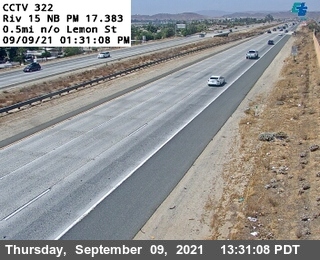 CCTV 322
Riv 15 NB PM 17.383
0.5mi n/o Lemon St
09/09/21 01:31:08 PM
Thursday, September 09, 2021 13:31:08 PDT